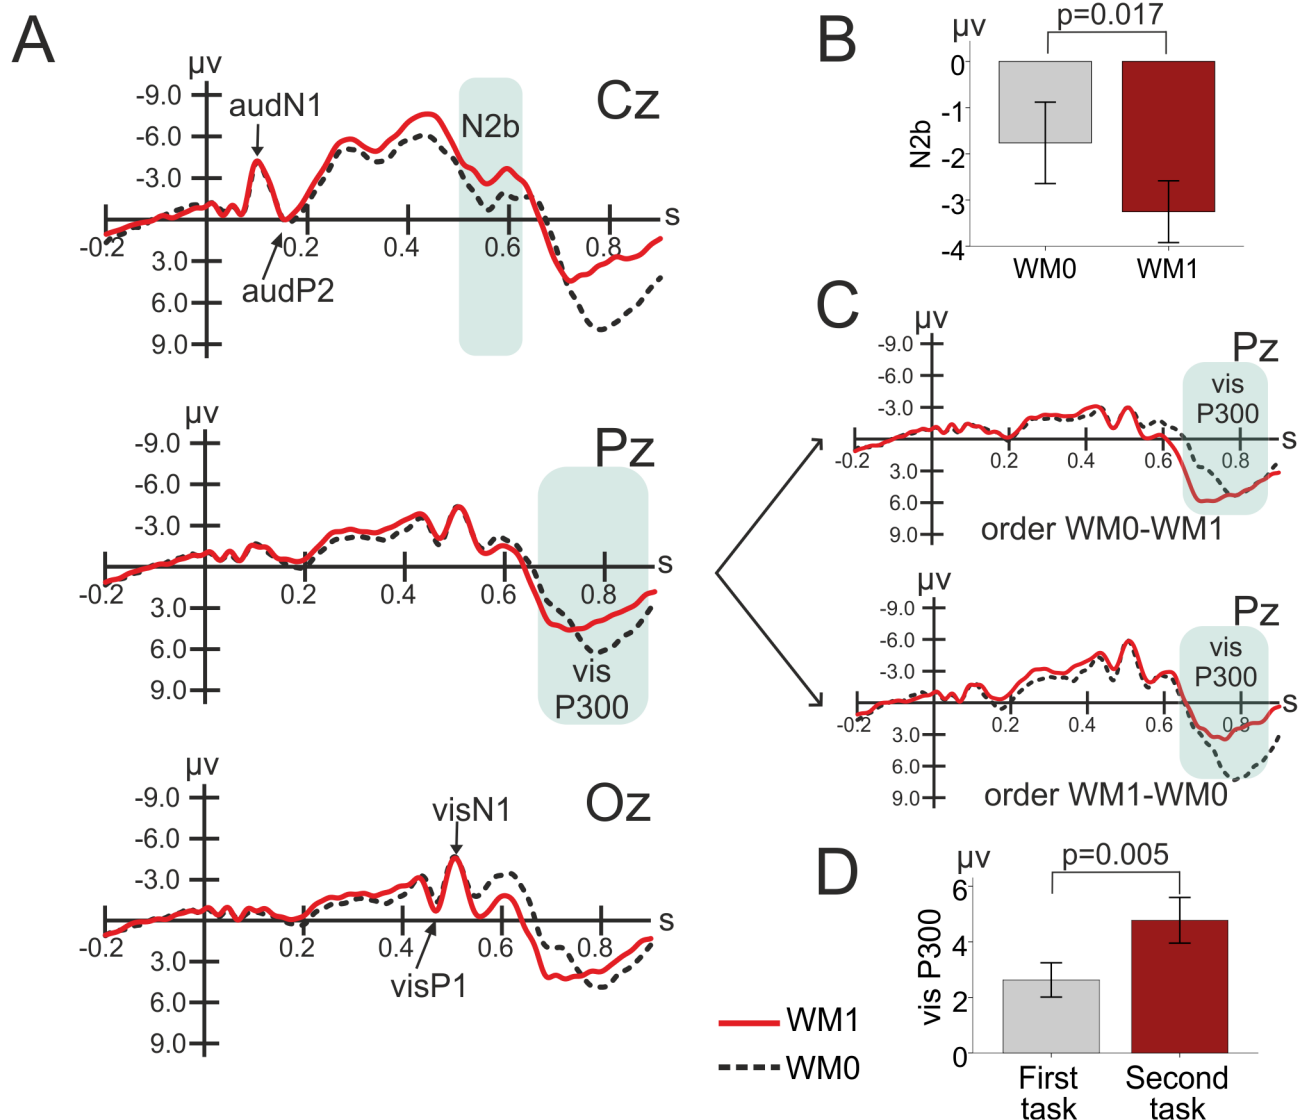 A
μv
-9.0
audN1
Cz
-6.0
N2b
-3.0
s
-0.2
0.2
0.4
0.6
0.8
3.0
audP2
6.0
9.0
μv
-9.0
Pz
-6.0
-3.0
s
-0.2
0.2
0.4
0.6
0.8
3.0
6.0
vis
P300
9.0
μv
-9.0
Oz
visN1
-6.0
-3.0
s
-0.2
0.2
0.4
0.6
0.8
3.0
visP1
6.0
9.0
WM1
WM0
B
μv
p=0.017
0
-1
-2
-3
-4
N2b
WM0
WM1
C
μv
-9.0
Pz
-6.0
vis
P300
-3.0
s
-0.2
0.2
0.4
0.6
0.8
3.0
6.0
9.0
order WM0-WM1
μv
-9.0
Pz
-6.0
vis
P300
-3.0
s
-0.2
0.2
0.4
0.6
0.8
3.0
6.0
9.0
order WM1-WM0
D
μv
p=0.005
6
4
2
0
vis P300
First
task
Second
task